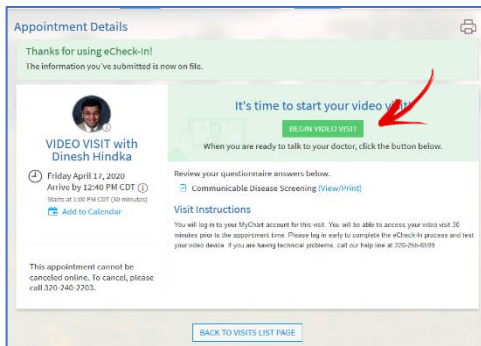 Appointment Details
Thanks for using eCheck-In!
The information you've submitted is now on file.
VIDEO VISIT with
Dinesh Hindka
Friday April 17, 2020
Arrive by 12:40 PM CDT
Starts at 1:00 PM CDT (30 minutes)
Add to Calendar
This appointment cannot be
canceled online. To cancel, please
call 320-240-2203.
It's time to start your video visit!
BEGIN VIDEO VISIT
When you are ready to talk to your doctor, click the button below.
Review your questionnaire answers below.
Communicable Disease Screening (View/Print)
Visit Instructions
You will log in to your MyChart account for this visit. You will be able to access your video visit 30
minutes prior to the appointment time. Please log in early to complete the eCheck-In process and test
your video device. If you are having technical problems, call our help line at
BACK TO VISITS LIST PAGE